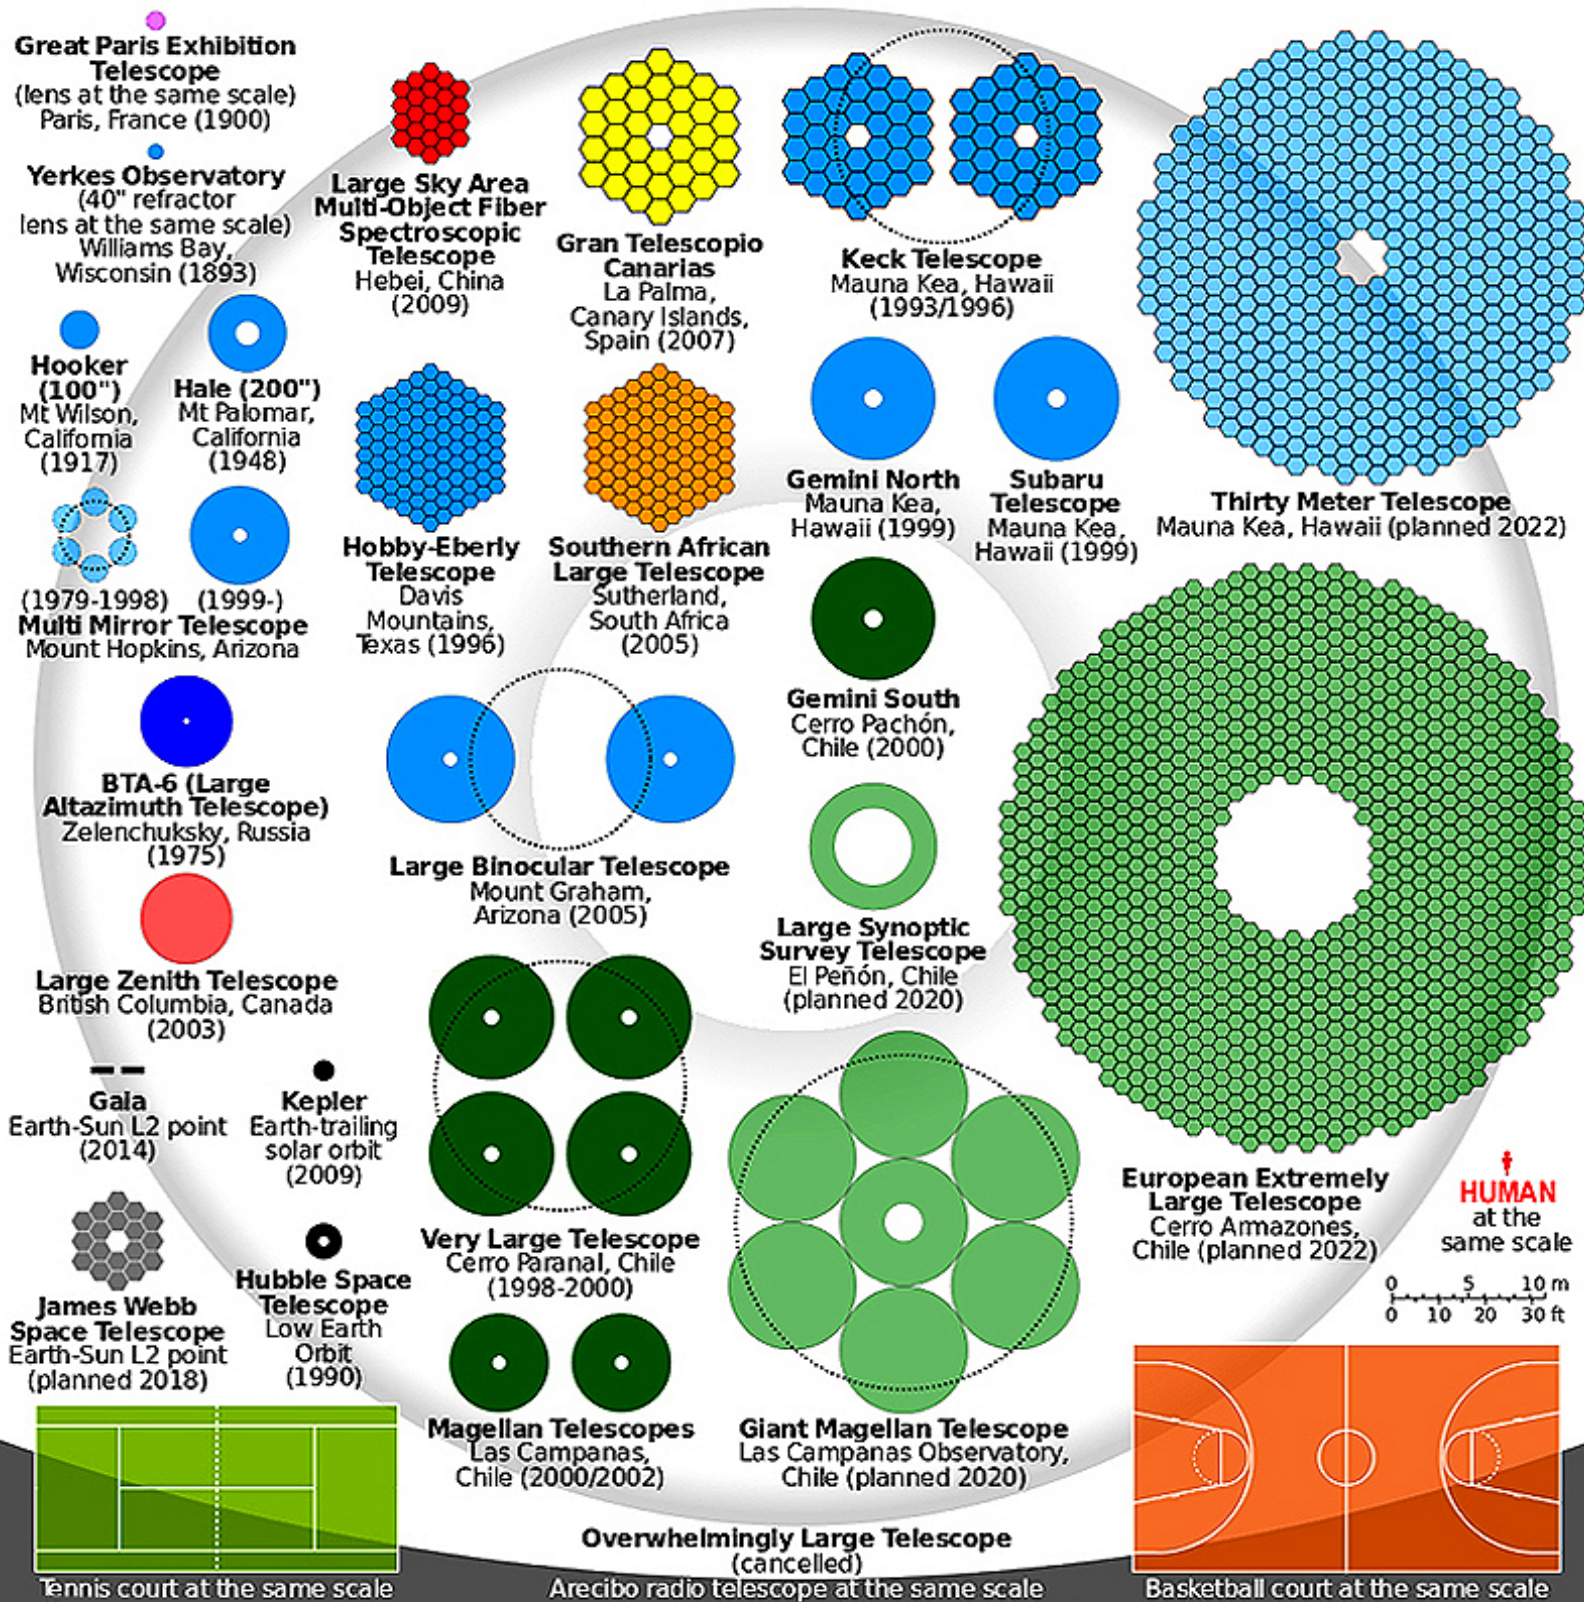 Great Paris Exhibition
Telescope
(lens at the same scale)
Paris, France (1900)
Yerkes Observatory
(40" refractor
lens at the same scale)
Williams Bay,
Wisconsin (1893)
Hooker
(100")
Mt Wilson,
California
(1917)
Hale (200")
Mt Palomar,
California
(1948)
(1979-1998) (1999-)
Multi Mirror Telescope
Mount Hopkins, Arizona
BTA-6 (Large
Altazimuth Telescope)
Zelenchuksky, Russia
(1975)
Large Zenith Telescope
British Columbia, Canada
(2003)
Gaia
Earth-Sun L2 point
(2014)
Kepler
Earth-trailing
solar orbit
(2009)
James Webb
Space Telescope
Earth-Sun L2 point
(planned 2018)
Hubble Space
Telescope
Low Earth
Orbit
(1990)
Large Sky Area
Multi-Object Fiber
Spectroscopic
Telescope
Hebei, China
(2009)
Gran Telescopio
Canarias
La Palma,
Canary Islands,
Spain (2007)
Keck Telescope
Mauna Kea, Hawaii
(1993/1996)
Hobby-Eberly
Telescope
Davis
Mountains,
Texas (1996)
Southern African
Large Telescope
Sutherland,
South Africa
(2005)
Gemini North
Mauna Kea,
Hawaii (1999)
Subaru
Telescope
Mauna Kea,
Hawaii (1999)
Thirty Meter Telescope
Mauna Kea, Hawaii (planned 2022)
Gemini South
Cerro Pachón,
Chile (2000)
Large Binocular Telescope
Mount Graham,
Arizona (2005)
Large Synoptic
Survey Telescope
El Peñón, Chile
(planned 2020)
Very Large Telescope
Cerro Paranal, Chile
(1998-2000)
Magellan Telescopes
Las Campanas,
Chile (2000/2002)
Giant Magellan Telescope
Las Campanas Observatory,
Chile (planned 2020)
European Extremely
Large Telescope
Cerro Armazones,
Chile (planned 2022)
HUMAN
at the
same scale
0 5 10 m
0 10 20 30 ft
Overwhelmingly Large Telescope
(cancelled)
Tennis court at the same scale
Arecibo radio telescope at the same scale
Basketball court at the same scale